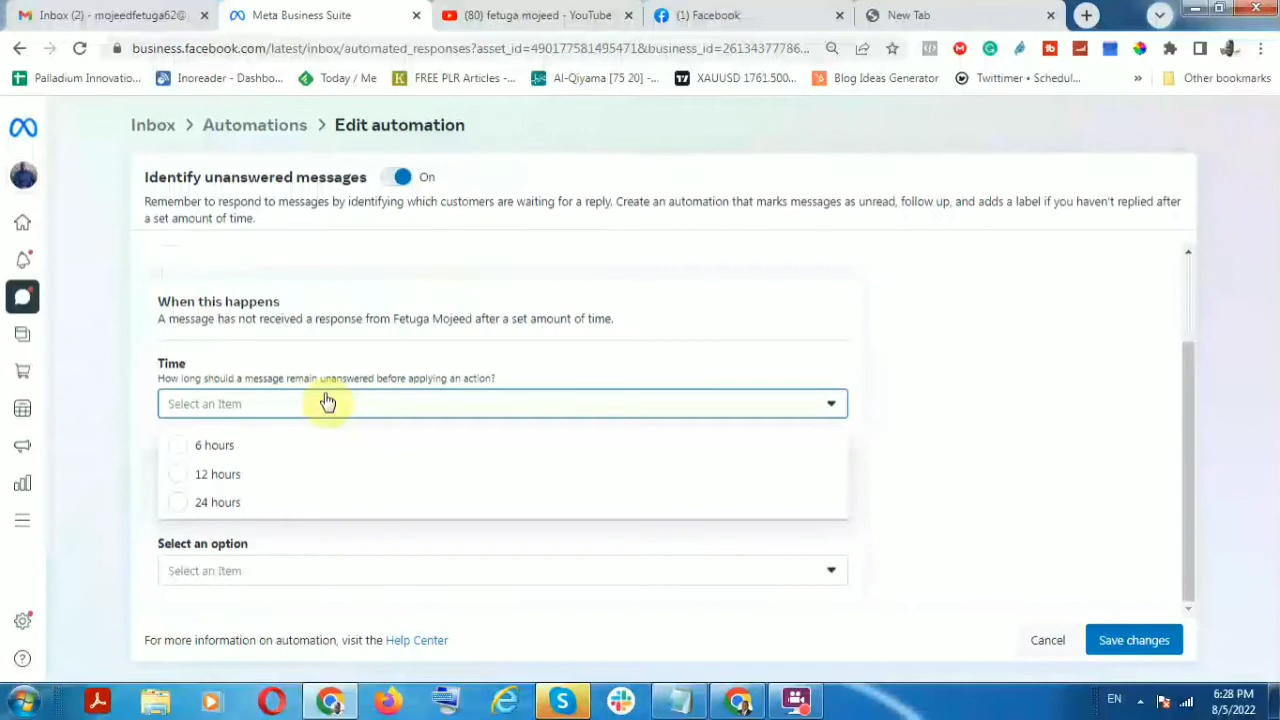 Inbox (2) - mojeedfetuga62@
Meta Business Suite
(80) fetuga mojeed - YouTube
(1) Facebook
New Tab
business.facebook.com/latest/inbox/automated_responses?asset_id=490177581495471&business_id=26134377786...
Palladium Innovatio...
Inoreader - Dashbo...
Today / Me
FREE PLR Articles -...
Al-Qiyama [75 20] -...
XAUUSD 1761.500...
Blog Ideas Generator
Twittimer • Schedul...
»
Other bookmarks
Inbox > Automations > Edit automation
Identify unanswered messages On
Remember to respond to messages by identifying which customers are waiting for a reply. Create an automation that marks messages as unread, follow up, and adds a label if you haven't replied after
a set amount of time.
When this happens
A message has not received a response from Fetuga Mojeed after a set amount of time.
Time
How long should a message remain unanswered before applying an action?
Select an Item
6 hours
12 hours
24 hours
Select an option
Select an Item
For more information on automation, visit the Help Center
Cancel
Save changes
EN
6:28 PM
8/5/2022